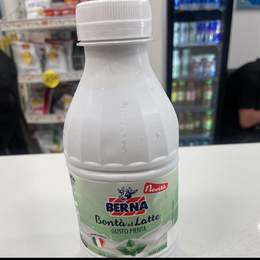 Novità
BERNA
Bontà di Latte
GUSTO MENTA